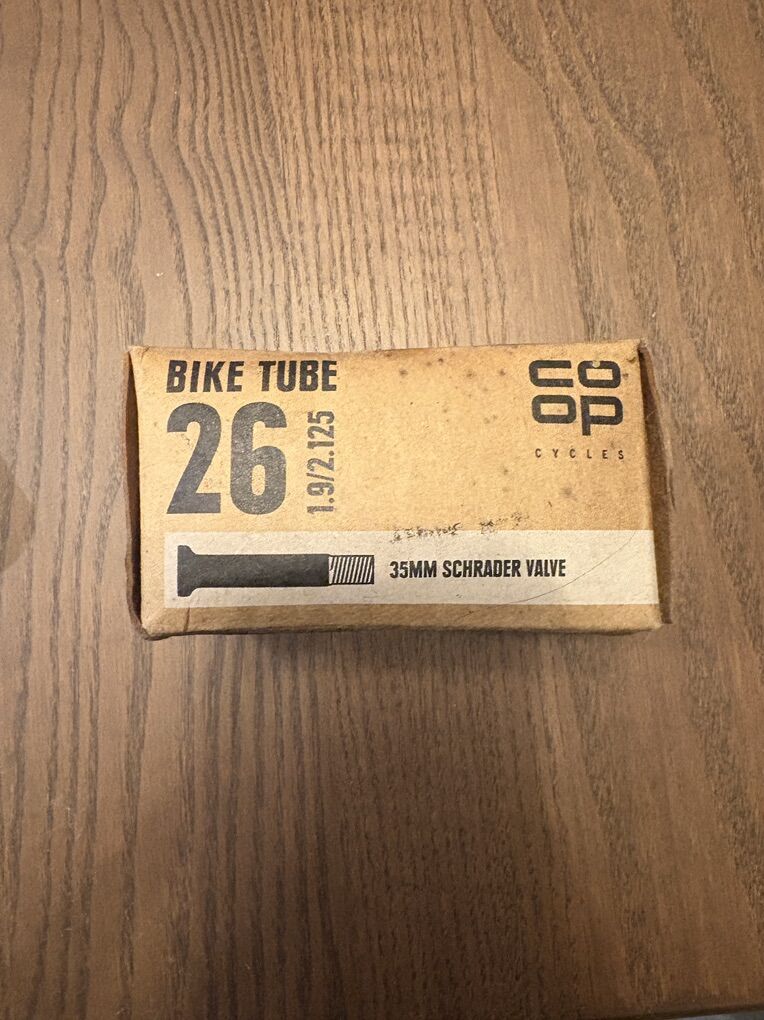 BIKE TUBE
26
1.9/2.125
CO
OP
CYCLES
35MM SCHRADER VALVE